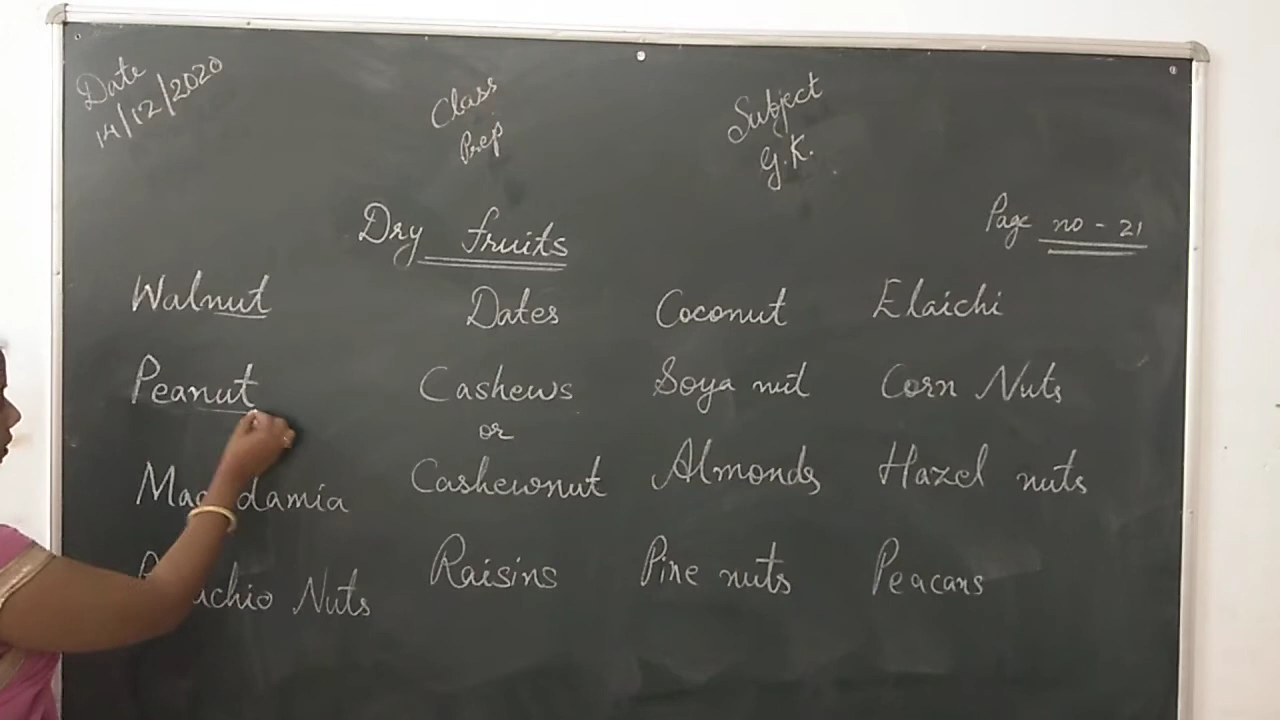 Date
14/12/2020
Class
Prep
Subject
G.K.
Page no - 21
Dry fruits
Walnut Dates Coconut Elaichi
Peanut Cashews Soya nut Corn Nuts
or
Cashewnut Almonds Hazel nuts
Raisins Pine nuts Peacans
Nuts